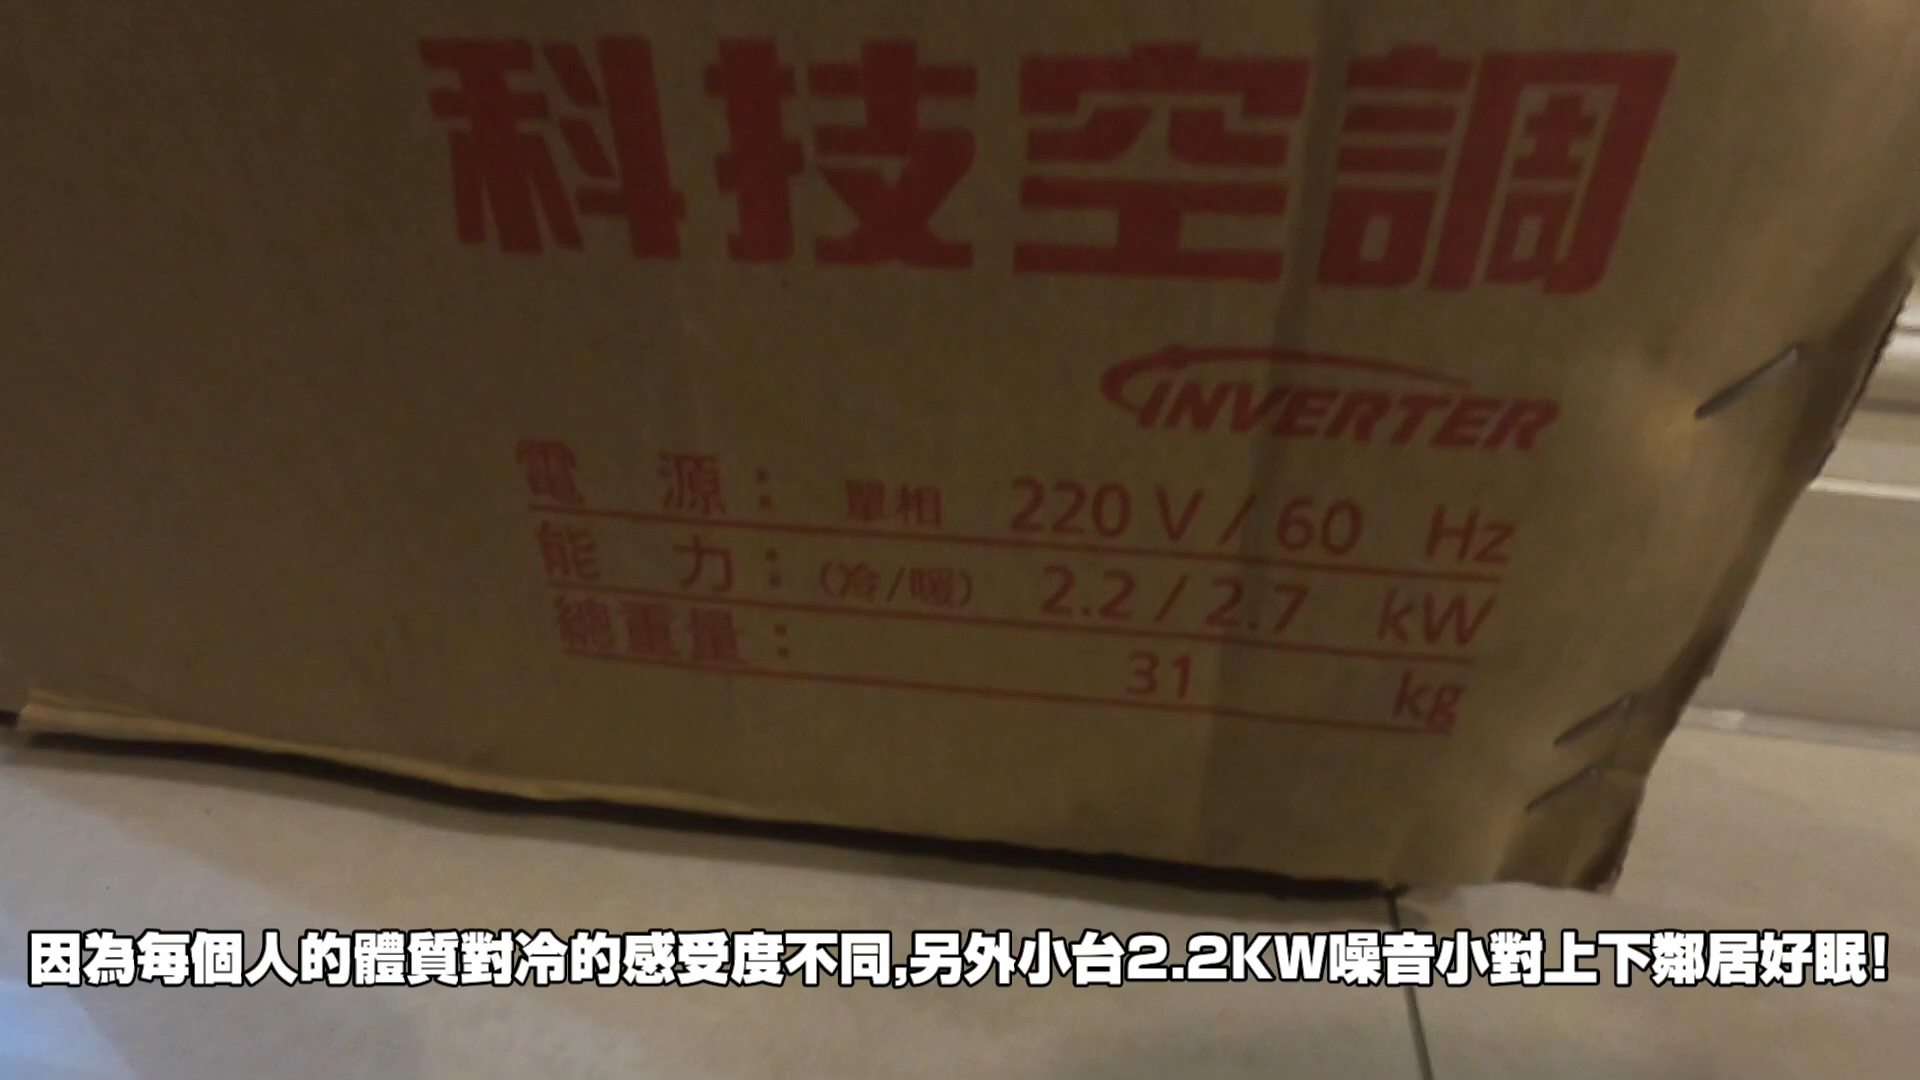 科技空調
INVERTER
電源：單相 220 V / 60 Hz
能力：(冷/暖) 2.2 / 2.7 kW
總重量：31 kg
因為每個人的體質對冷的感受度不同,另外小台2.2KW噪音小對上下鄰居好眠!